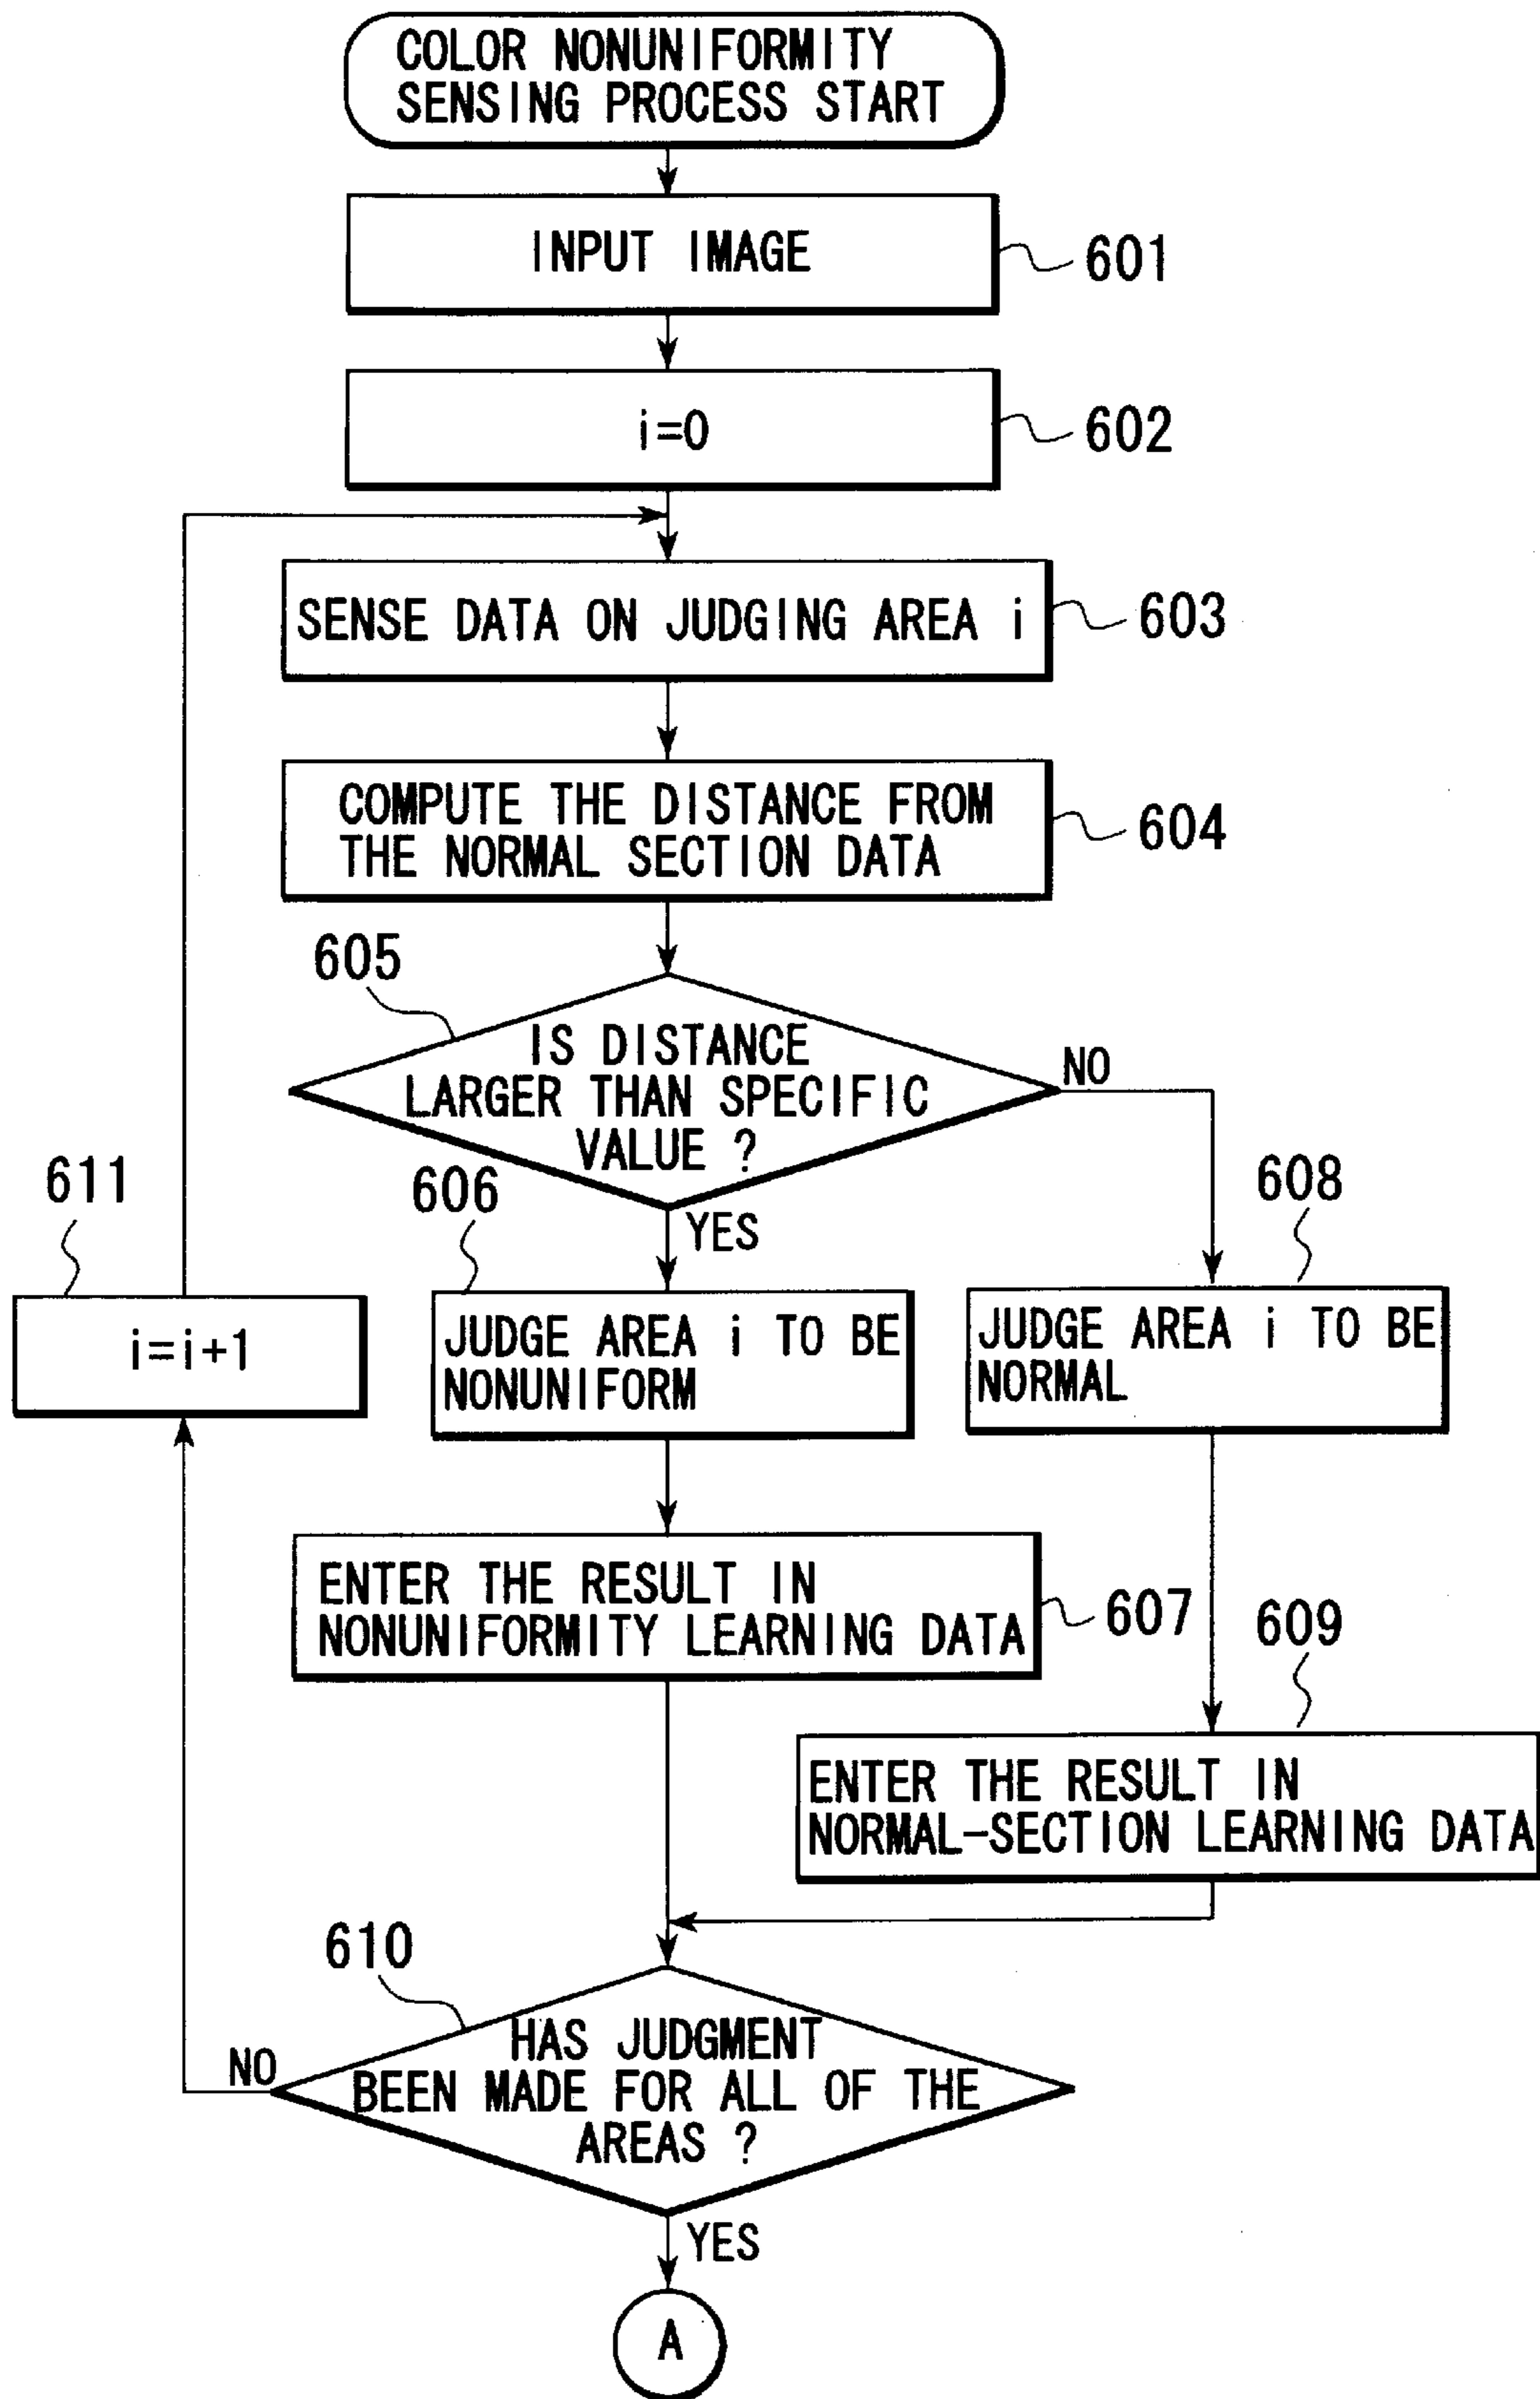 COLOR NONUNIFORMITY
SENSING PROCESS START
INPUT IMAGE
601
i=0
602
SENSE DATA ON JUDGING AREA i
603
COMPUTE THE DISTANCE FROM
THE NORMAL SECTION DATA
604
605
IS DISTANCE
LARGER THAN SPECIFIC
VALUE ?
NO
YES
611
i=i+1
606
JUDGE AREA i TO BE
NONUNIFORM
608
JUDGE AREA i TO BE
NORMAL
ENTER THE RESULT IN
NONUNIFORMITY LEARNING DATA
607
609
ENTER THE RESULT IN
NORMAL-SECTION LEARNING DATA
610
HAS JUDGMENT
BEEN MADE FOR ALL OF THE
AREAS ?
NO
YES
A